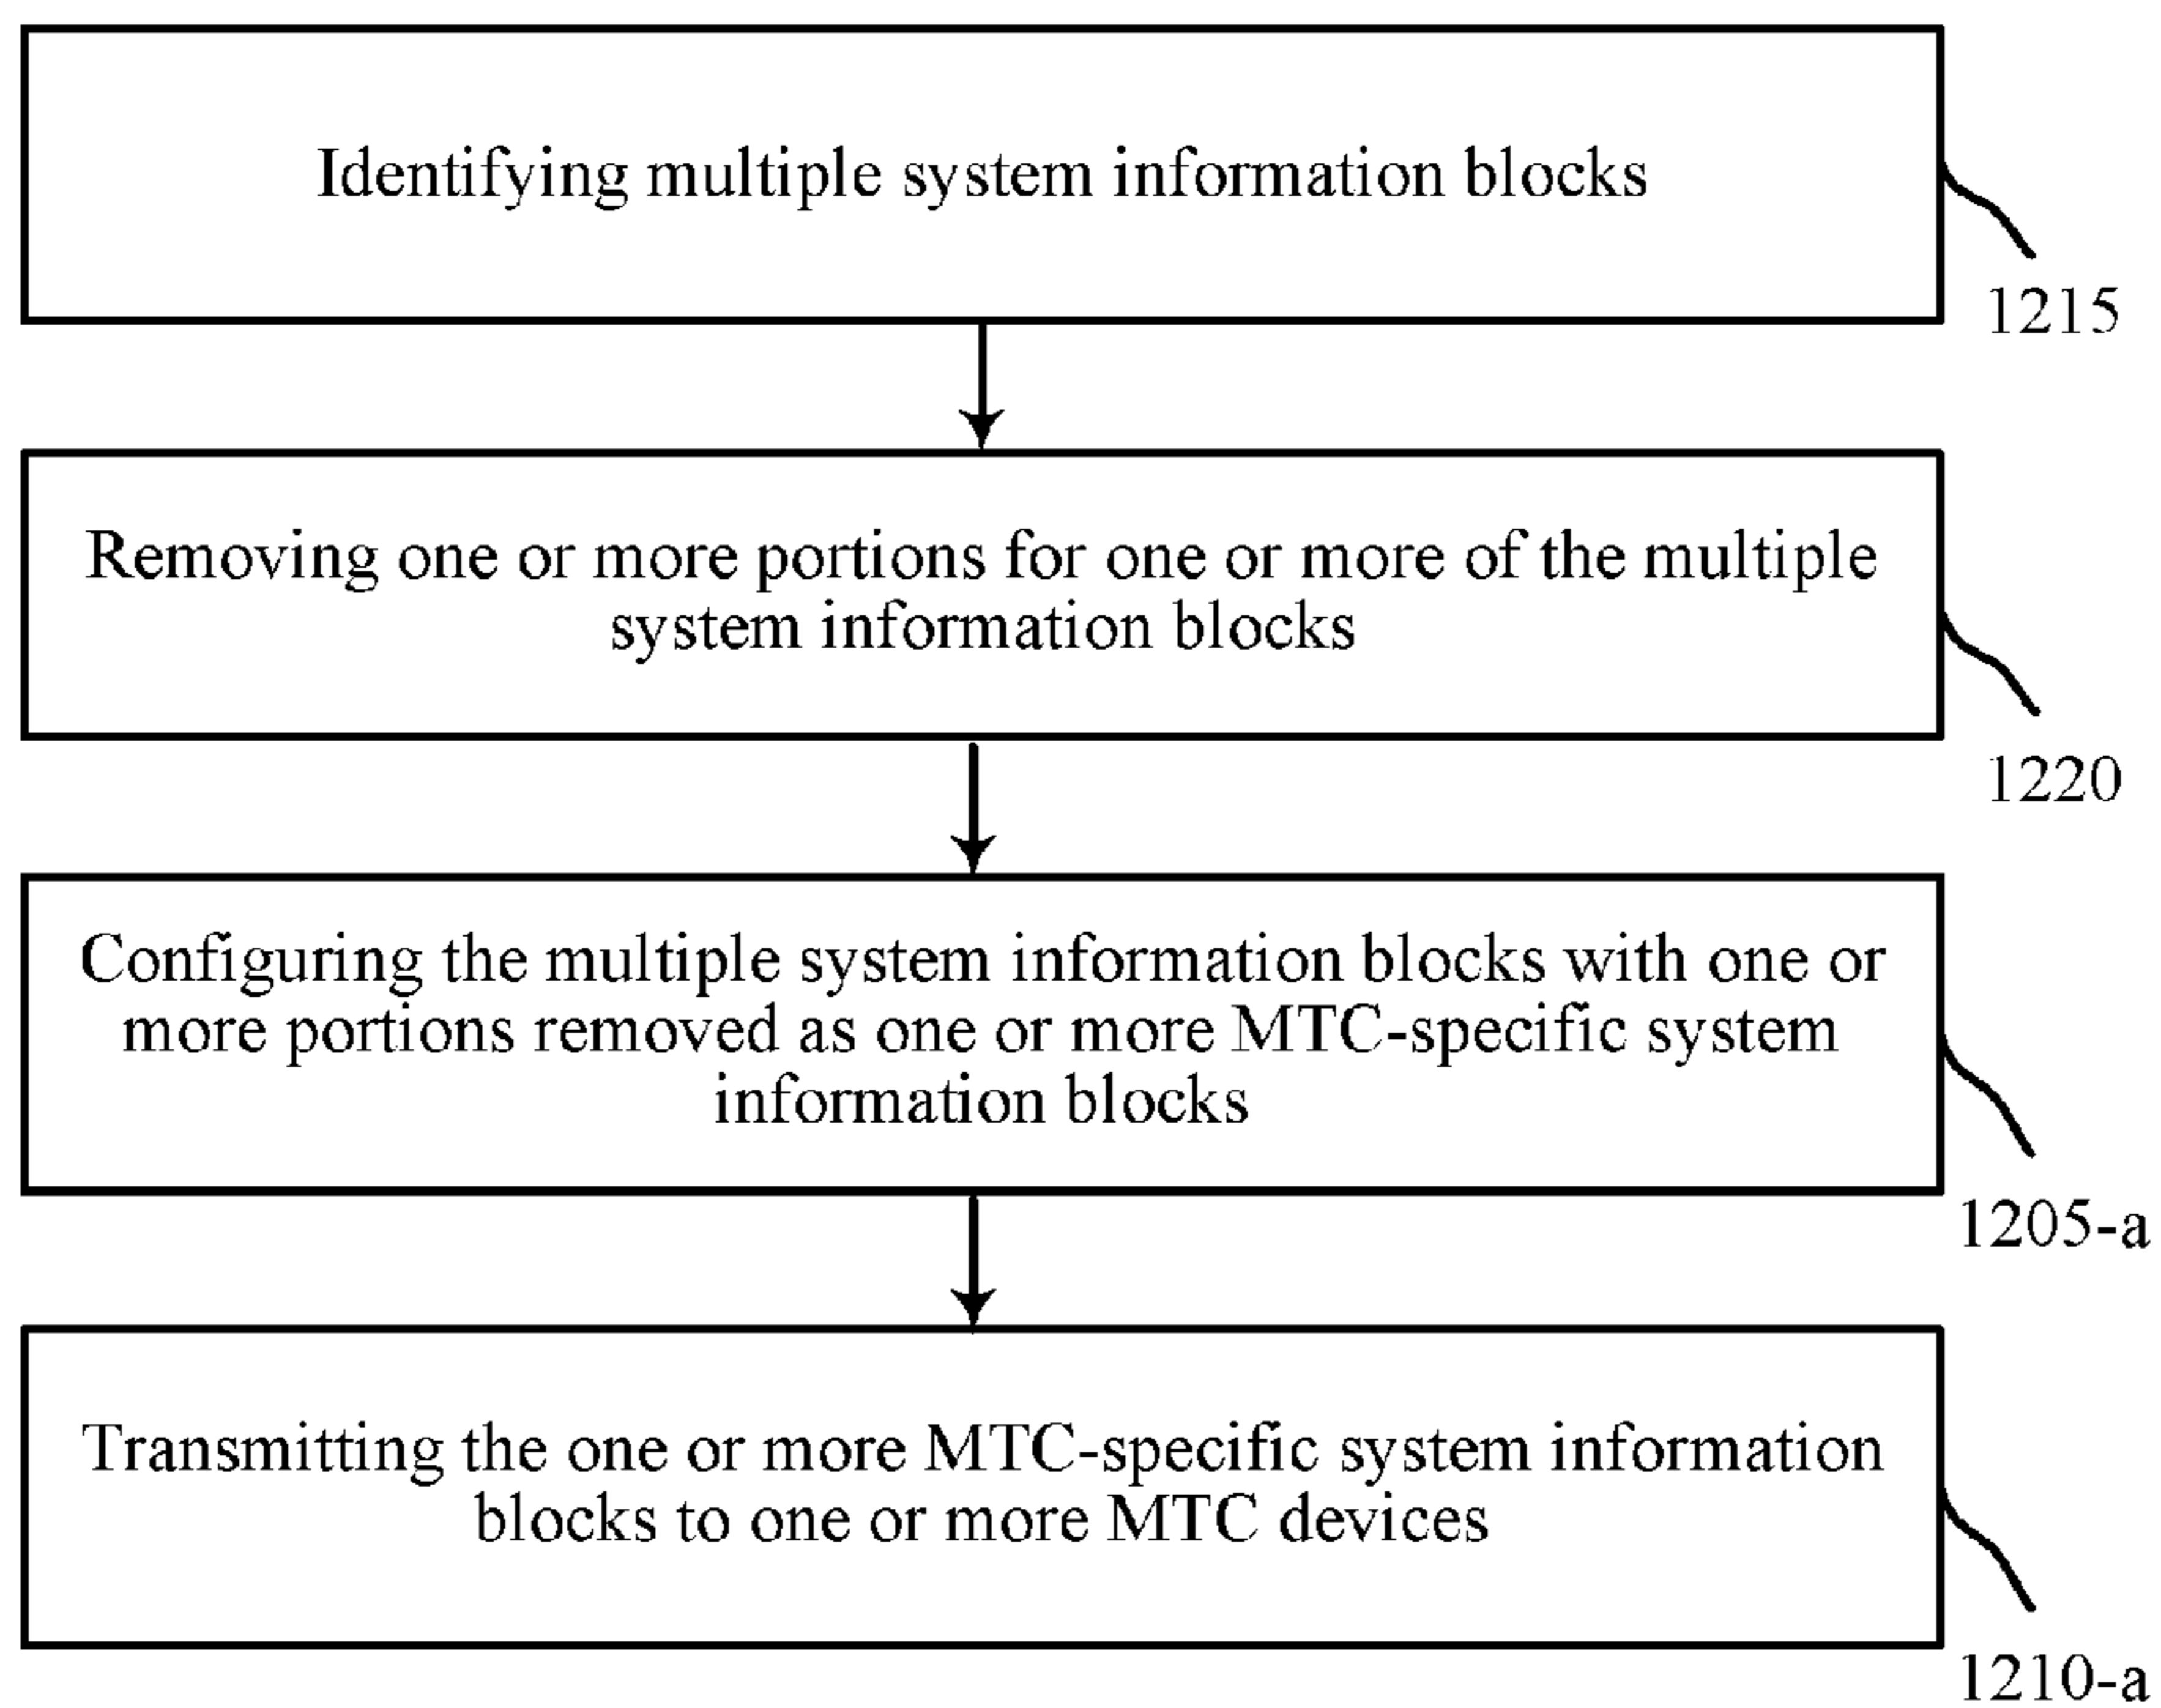 Identifying multiple system information blocks
1215
Removing one or more portions for one or more of the multiple
system information blocks
1220
Configuring the multiple system information blocks with one or
more portions removed as one or more MTC-specific system
information blocks
1205-a
Transmitting the one or more MTC-specific system information
blocks to one or more MTC devices
1210-a